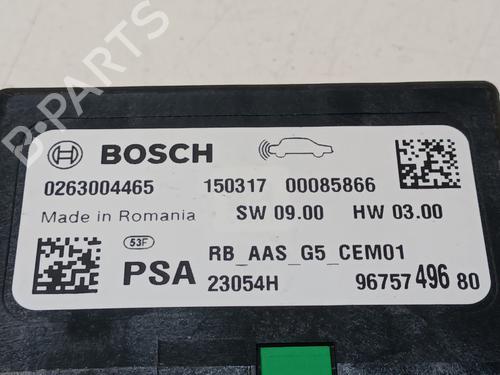 B-PARTS
BOSCH
0263004465 150317 00085866
Made in Romania SW 09.00 HW 03.00
53F RB_AAS_G5_CEM01
PSA 23054H 96757 496 80